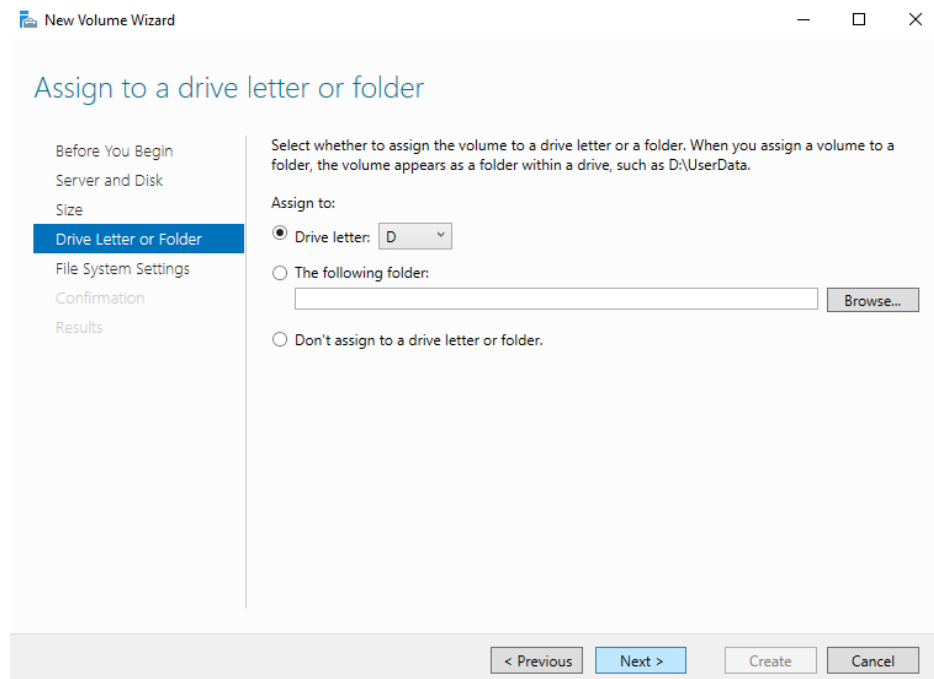 New Volume Wizard
Assign to a drive letter or folder
Before You Begin
Server and Disk
Size
Drive Letter or Folder
File System Settings
Confirmation
Results
Select whether to assign the volume to a drive letter or a folder. When you assign a volume to a
folder, the volume appears as a folder within a drive, such as D:\UserData.
Assign to:
Drive letter: D
The following folder:
Browse...
Don't assign to a drive letter or folder.
< Previous Next > Create Cancel